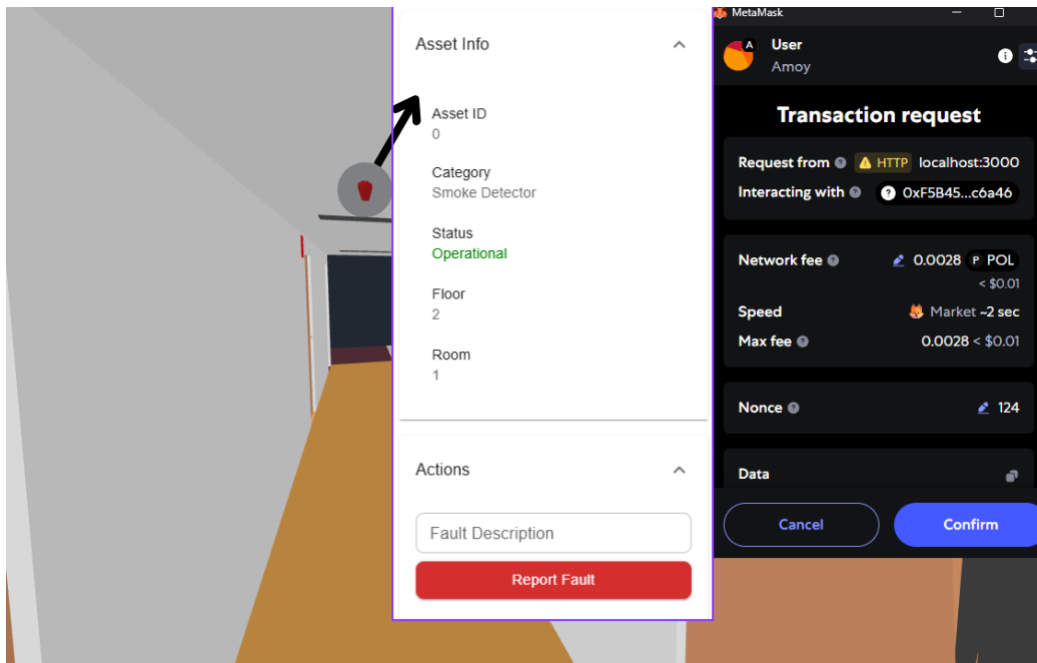 Asset Info
Asset ID
0
Category
Smoke Detector
Status
Operational
Floor
2
Room
1
Actions
Fault Description
Report Fault
MetaMask
A
User
Amoy
Transaction request
Request from HTTP localhost:3000
Interacting with 0xF5B45...c6a46
Network fee 0.0028 P POL
< $0.01
Speed Market ~2 sec
Max fee 0.0028 < $0.01
Nonce 124
Data
Cancel Confirm